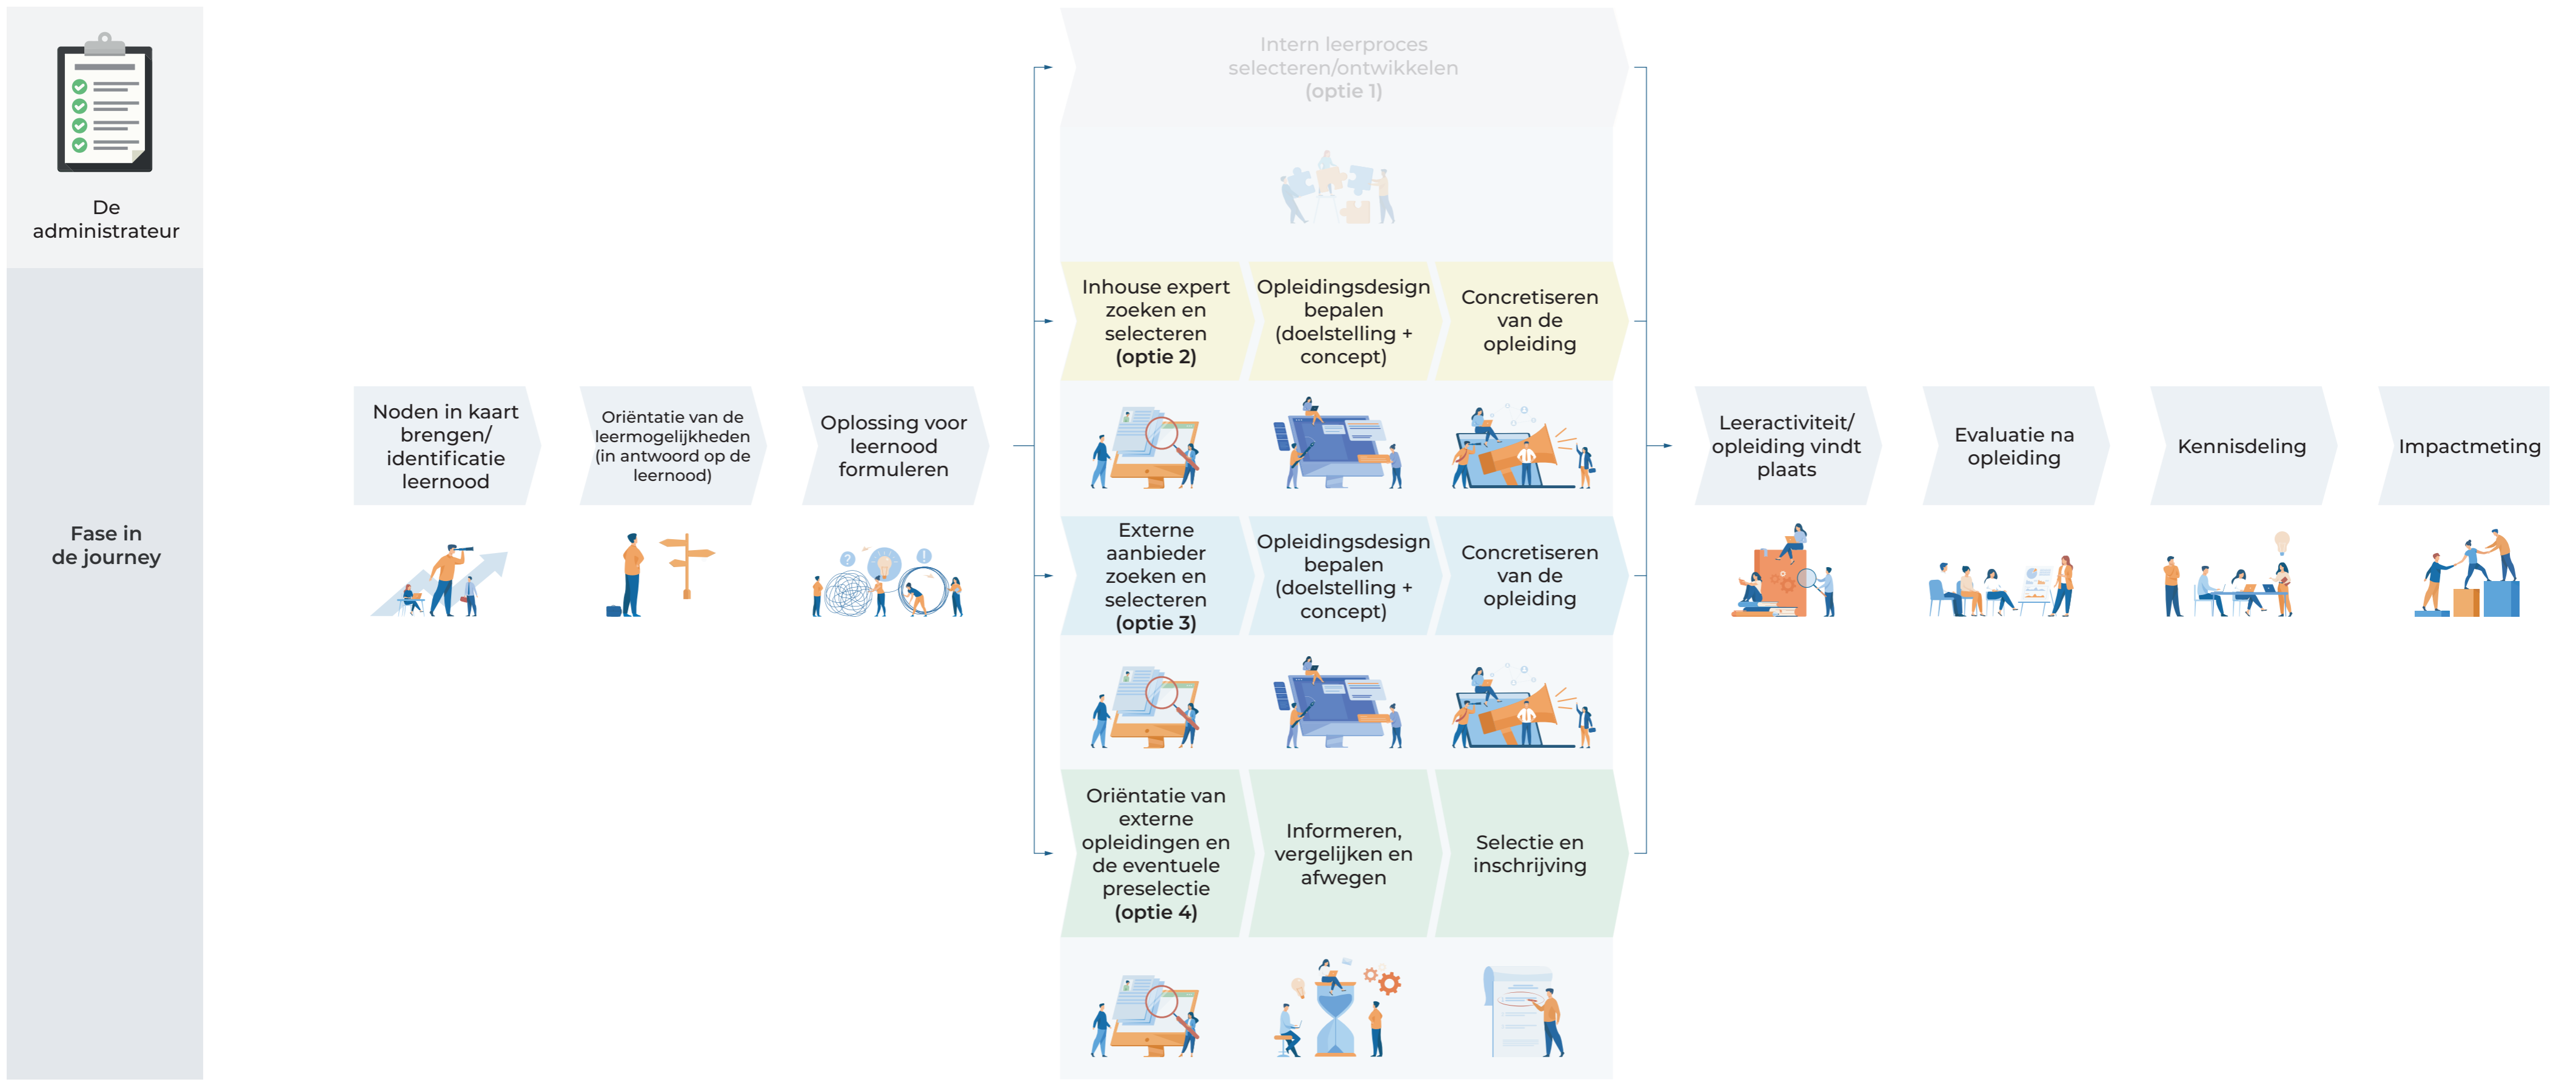 De
administrateur
Fase in
de journey
Noden in kaart
brengen/
identificatie
leernood
Oriëntatie van de
leermogelijkheden
(in antwoord op de
leernood)
Oplossing voor
leernood
formuleren
Intern leerproces
selecteren/ontwikkelen
(optie 1)
Inhouse expert
zoeken en
selecteren
(optie 2)
Opleidingsdesign
bepalen
(doelstelling +
concept)
Concretiseren
van de
opleiding
Externe
aanbieder
zoeken en
selecteren
(optie 3)
Opleidingsdesign
bepalen
(doelstelling +
concept)
Concretiseren
van de
opleiding
Oriëntatie van
externe
opleidingen en
de eventuele
preselectie
(optie 4)
Informeren,
vergelijken en
afwegen
Selectie en
inschrijving
Leeractiviteit/
opleiding vindt
plaats
Evaluatie na
opleiding
Kennisdeling
Impactmeting